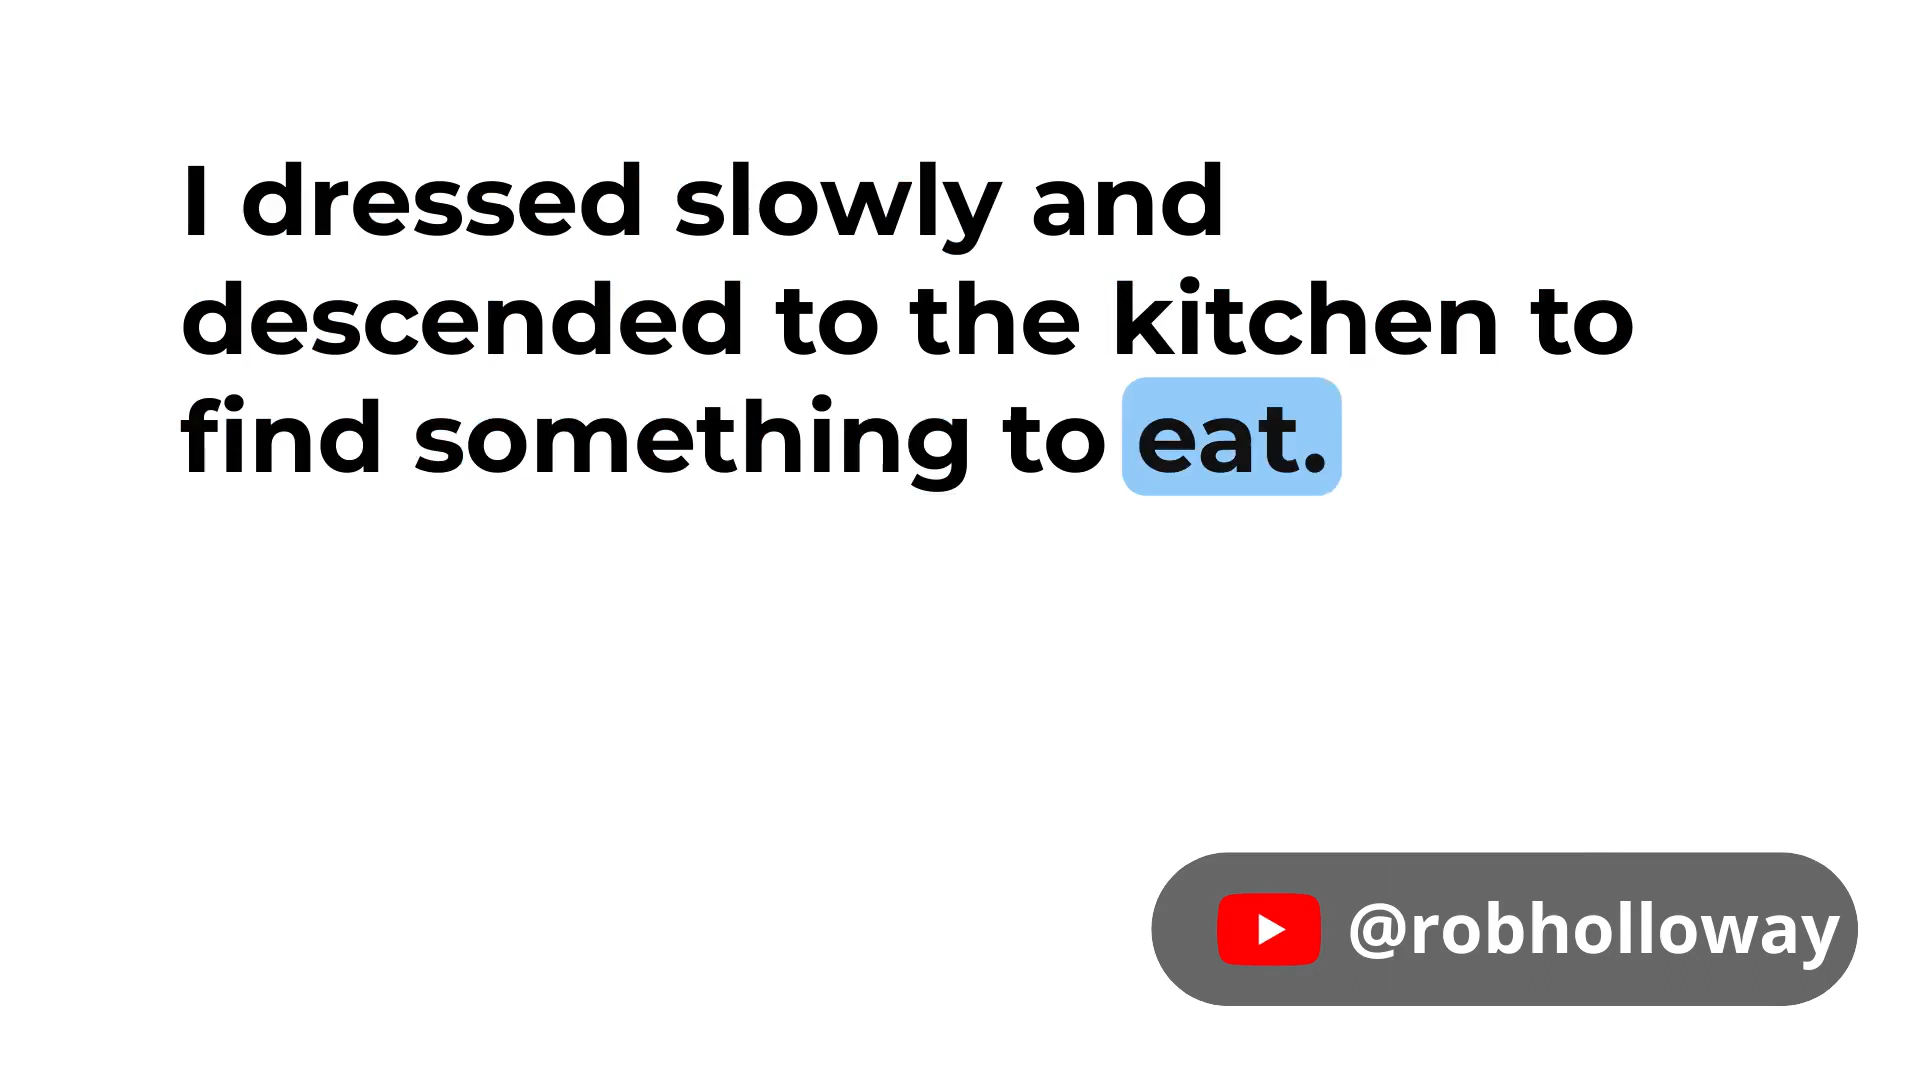 I dressed slowly and
descended to the kitchen to
find something to eat.
@robholloway